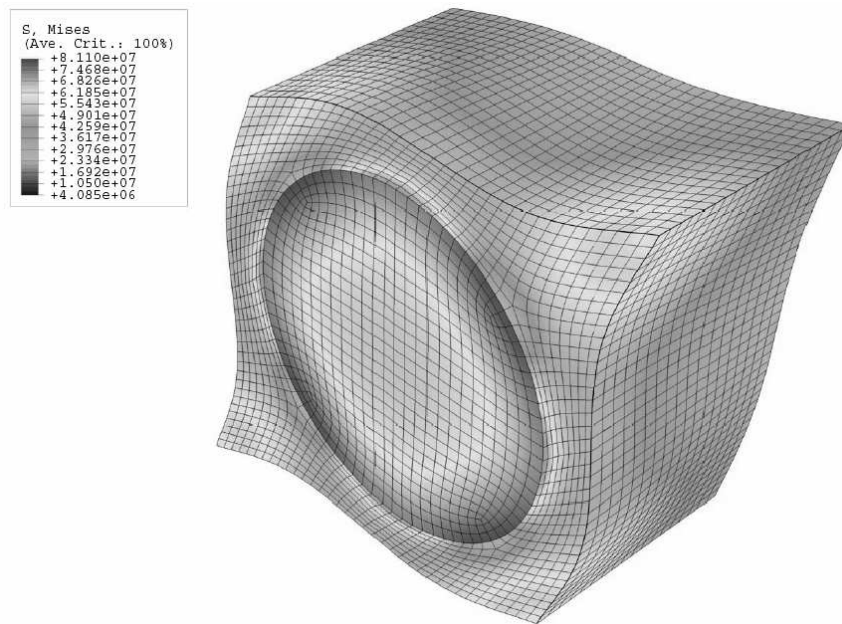 S, Mises
(Ave. Crit.: 100%)
+8.110e+07
+7.468e+07
+6.826e+07
+6.185e+07
+5.543e+07
+4.901e+07
+4.259e+07
+3.617e+07
+2.976e+07
+2.334e+07
+1.692e+07
+1.050e+07
+4.085e+06